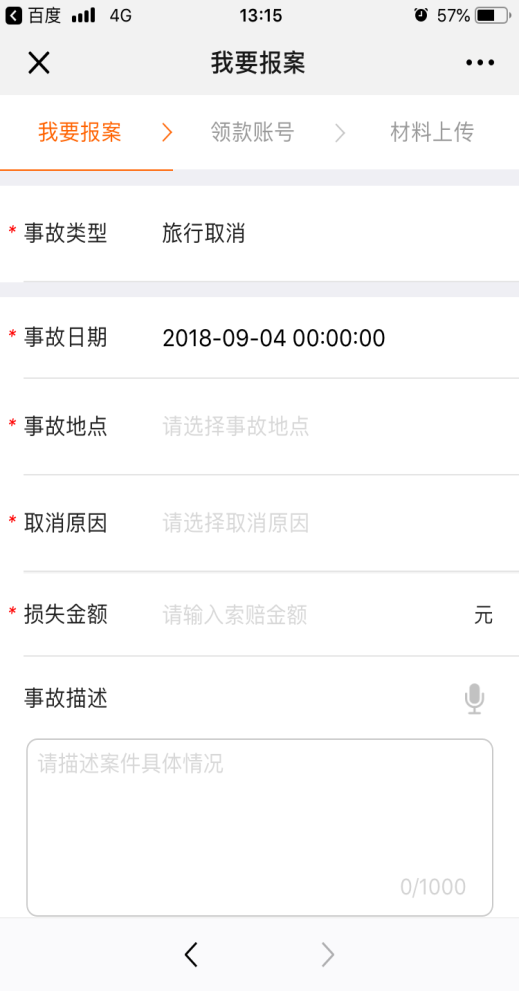 百度 4G 13:15 57%
我要报案
我要报案 领款账号 材料上传
* 事故类型 旅行取消
* 事故日期 2018-09-04 00:00:00
* 事故地点 请选择事故地点
* 取消原因 请选择取消原因
* 损失金额 请输入索赔金额 元
事故描述
请描述案件具体情况
0/1000